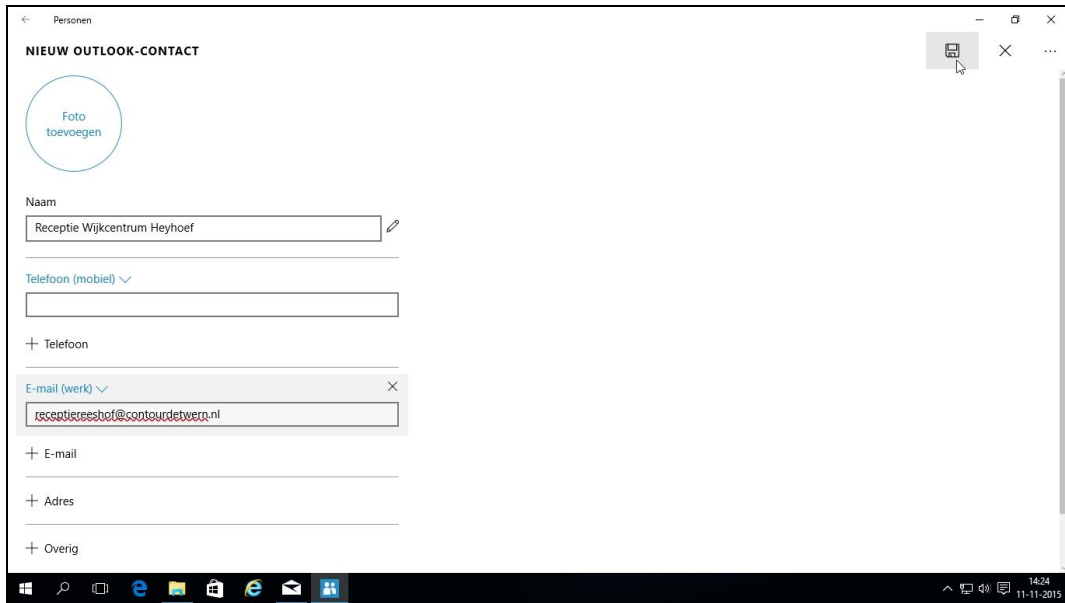 Personen
NIEUW OUTLOOK-CONTACT
Foto
toevoegen
Naam
Receptie Wijkcentrum Heyhoef
Telefoon (mobiel)
Telefoon
E-mail (werk)
receptiereeshof@contourdetwern.nl
E-mail
Adres
Overig
14:24
11-11-2015